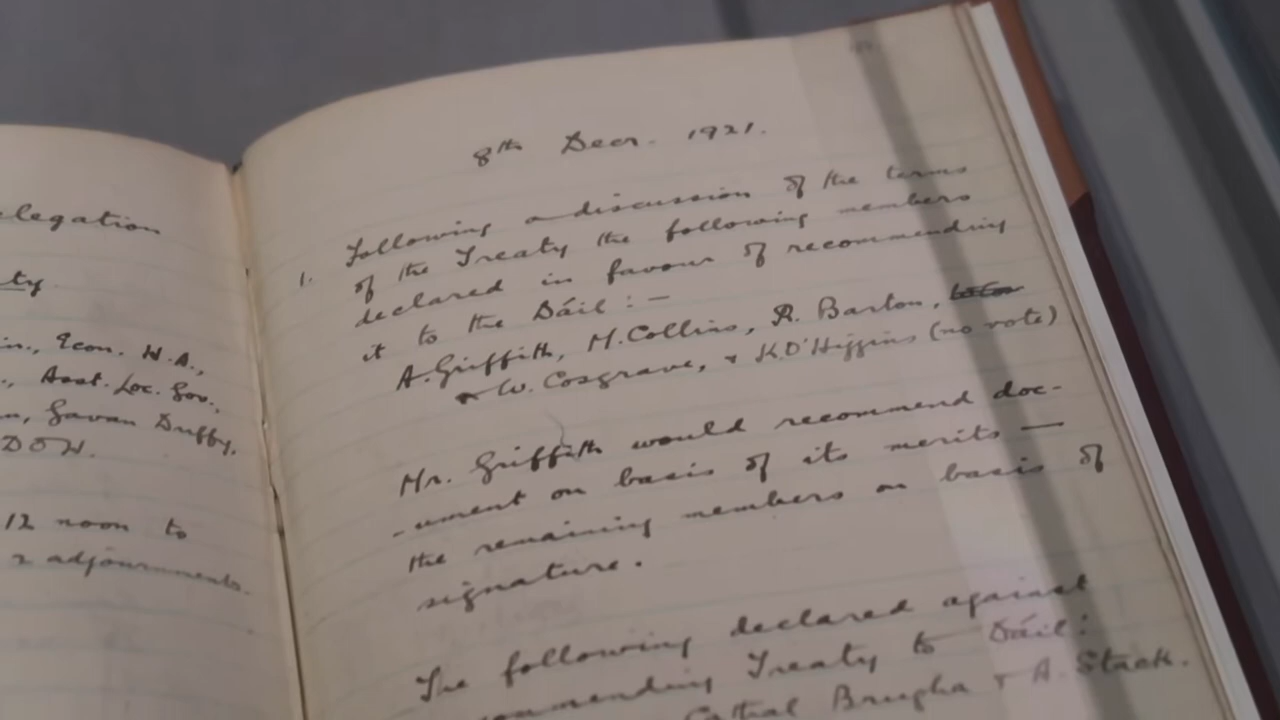 elegation
ty
in., Econ. H.A.,
., Asst. Loc. Gov.,
n, Gavan Duffy,
12 noon to
2 adjournments.
8th Decr. 1921.
1. Following a discussion of the terms
of the Treaty the following members
declared in favour of recommending
it to the Dáil : —
A. Griffith, M. Collins, R. Barton,
W. Cosgrave, + K O'Higgins (no vote)
Mr. Griffith would recommend doc-
-ument on basis of its merits —
the remaining members on basis of
signature.
The following declared against
ommending Treaty to Dáil:
Cathal Brugha + A. Stack.